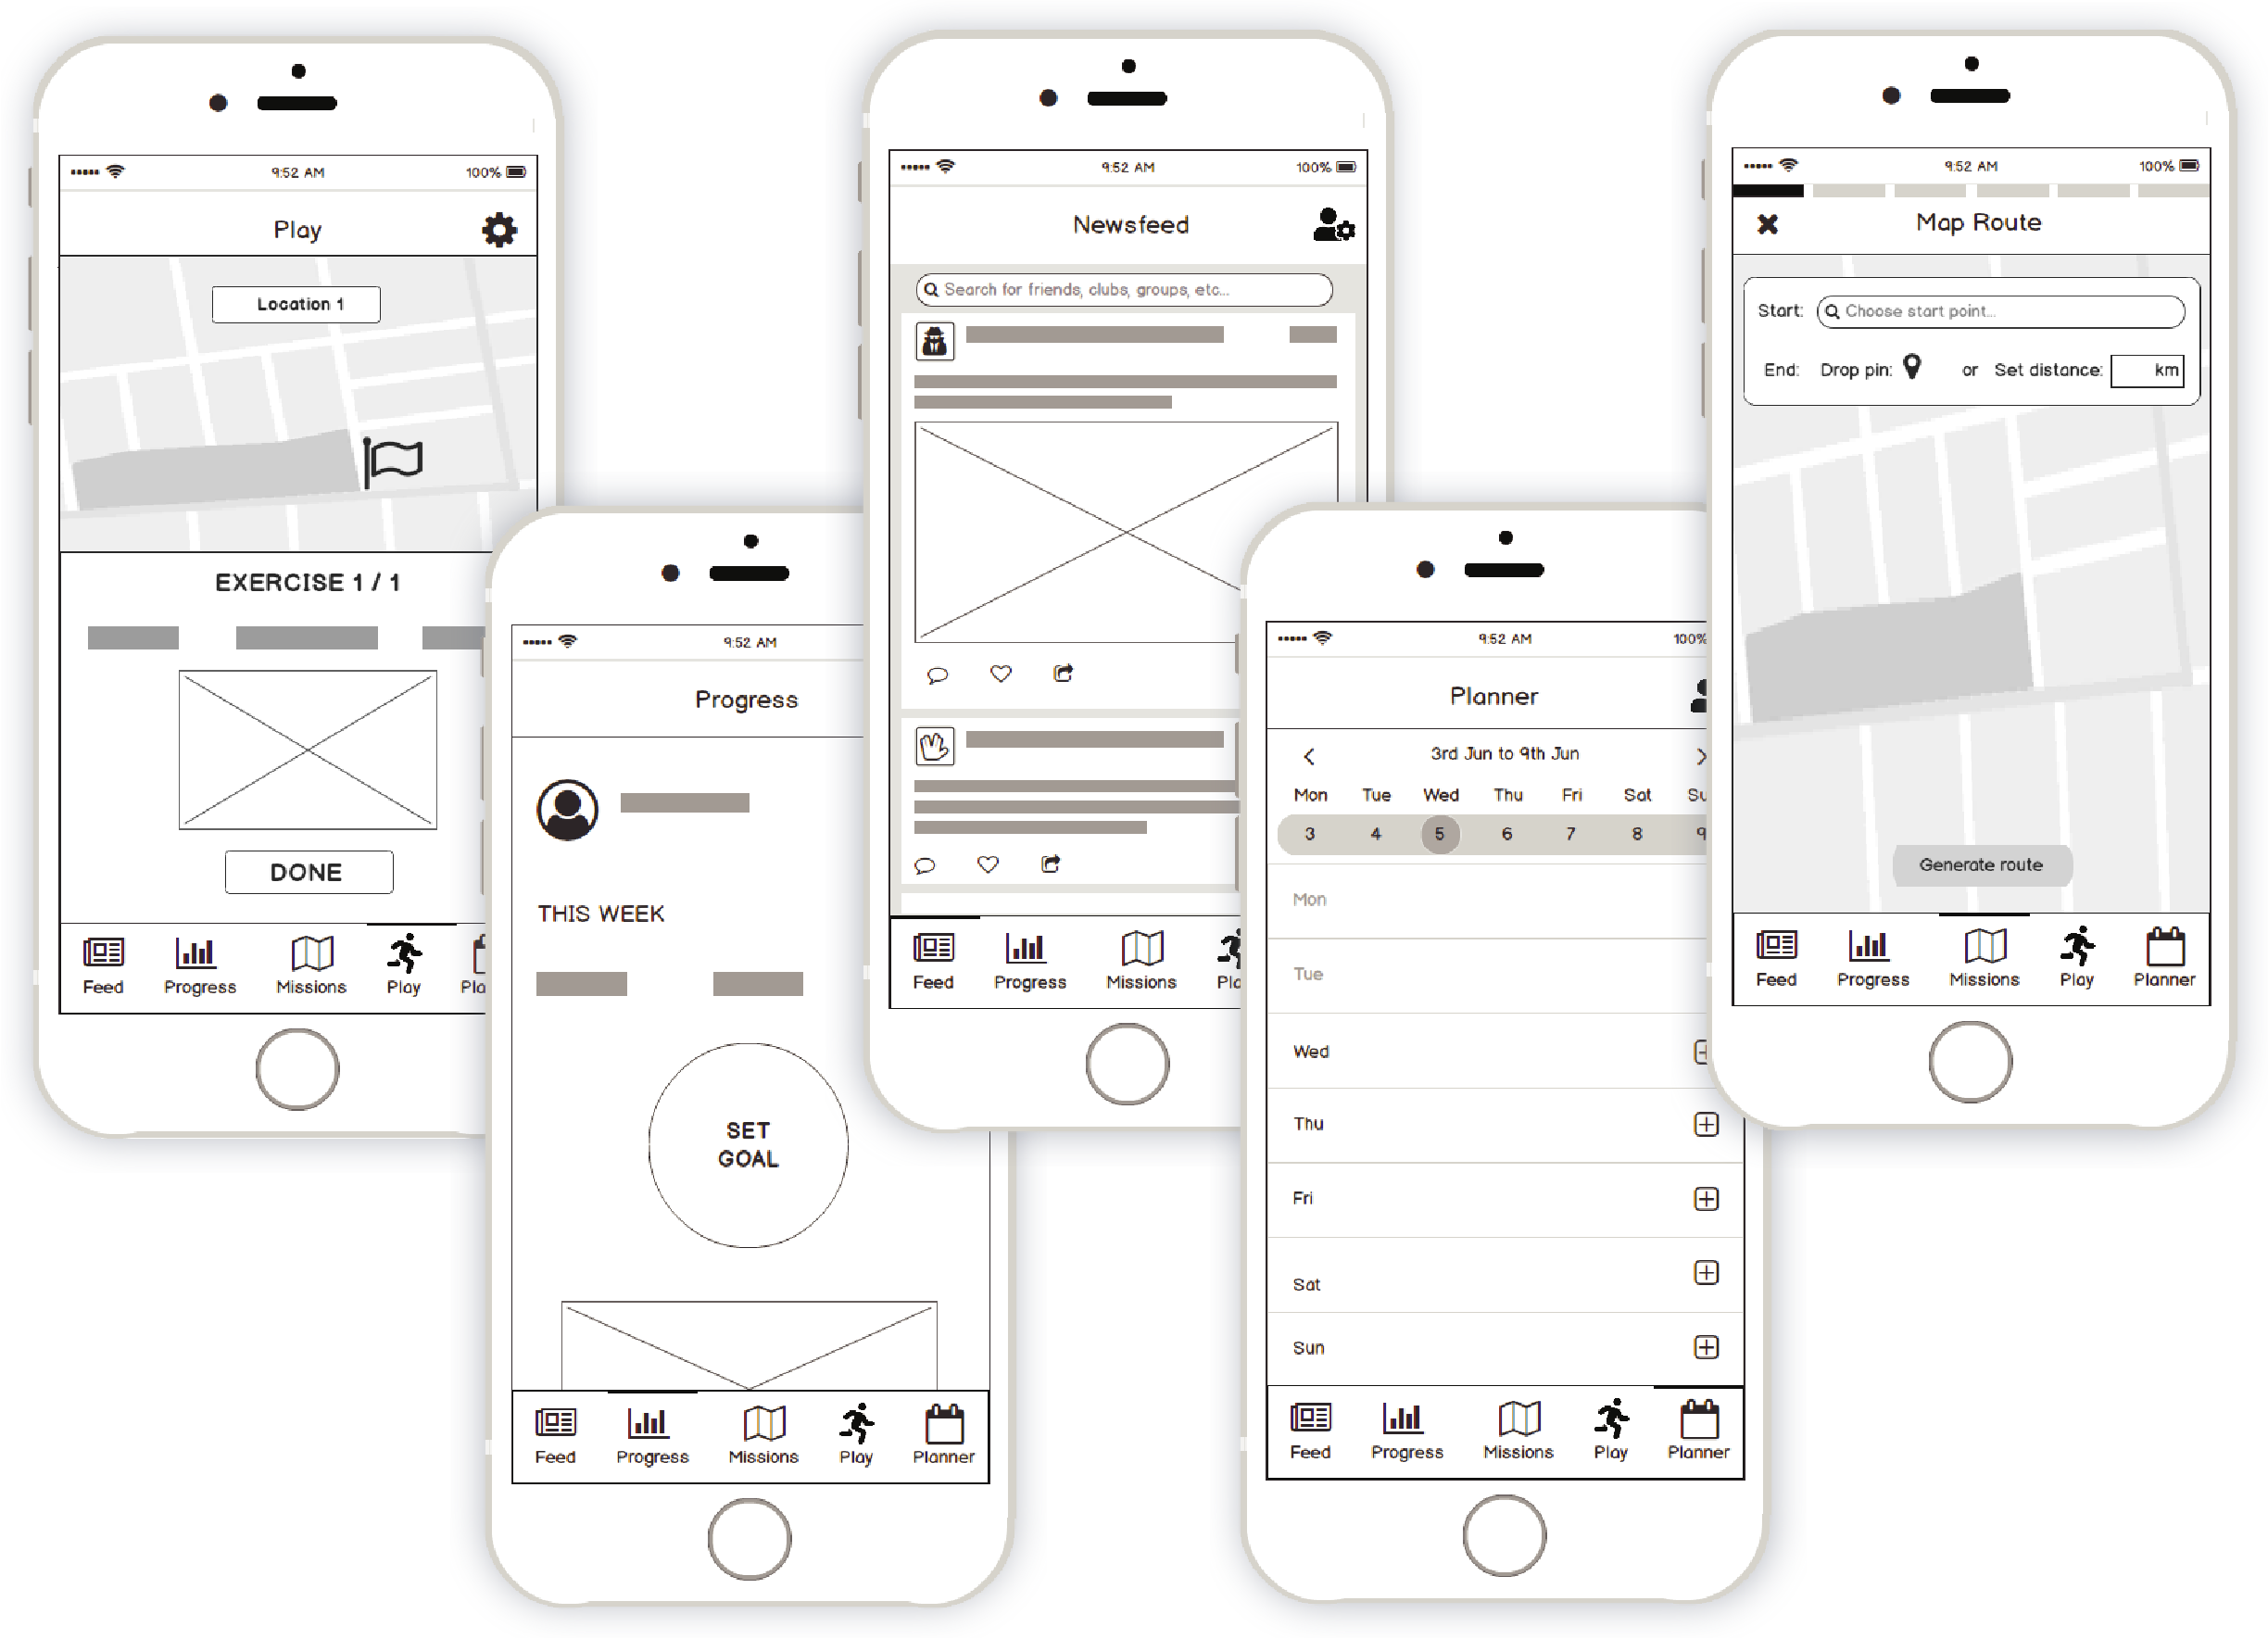 9:52 AM 100%
Play
Location 1
EXERCISE 1 / 1
DONE
Feed Progress Missions Play
9:52 AM
Progress
THIS WEEK
SET
GOAL
Feed Progress Missions Play Planner
9:52 AM 100%
Newsfeed
Search for friends, clubs, groups, etc...
Feed Progress Missions
9:52 AM 100%
Planner
3rd Jun to 9th Jun
Mon Tue Wed Thu Fri Sat
3 4 5 6 7 8 9
Mon
Tue
Wed
Thu
Fri
Sat
Sun
Feed Progress Missions Play Planner
9:52 AM 100%
Map Route
Start: Choose start point...
End: Drop pin: or Set distance: km
Generate route
Feed Progress Missions Play Planner